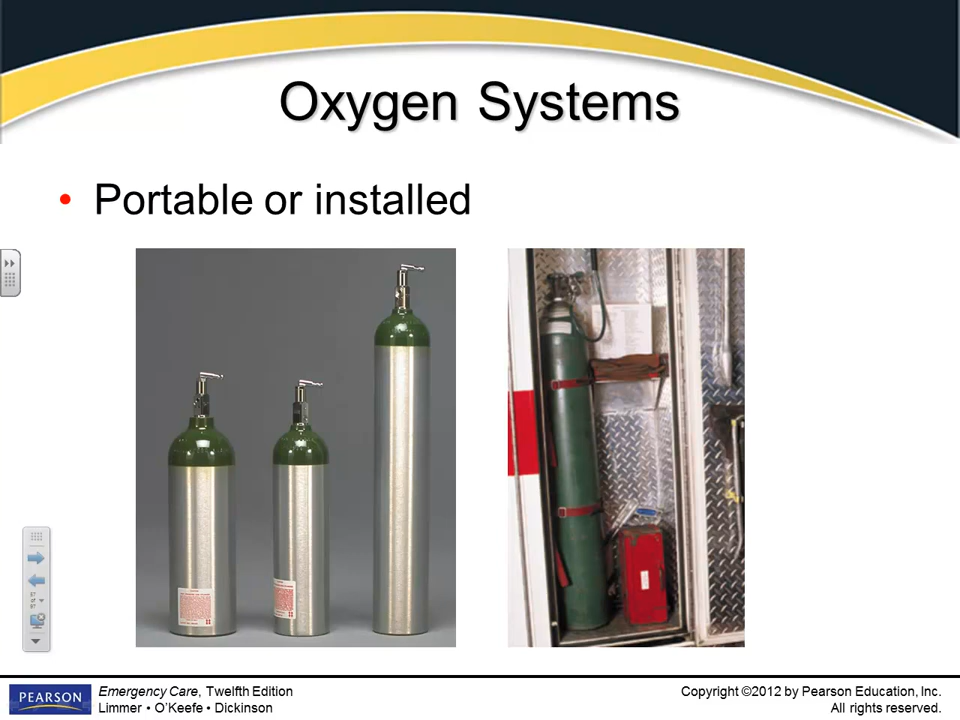 Oxygen Systems
• Portable or installed
PEARSON
Emergency Care, Twelfth Edition
Limmer • O’Keefe • Dickinson
Copyright ©2012 by Pearson Education, Inc.
All rights reserved.